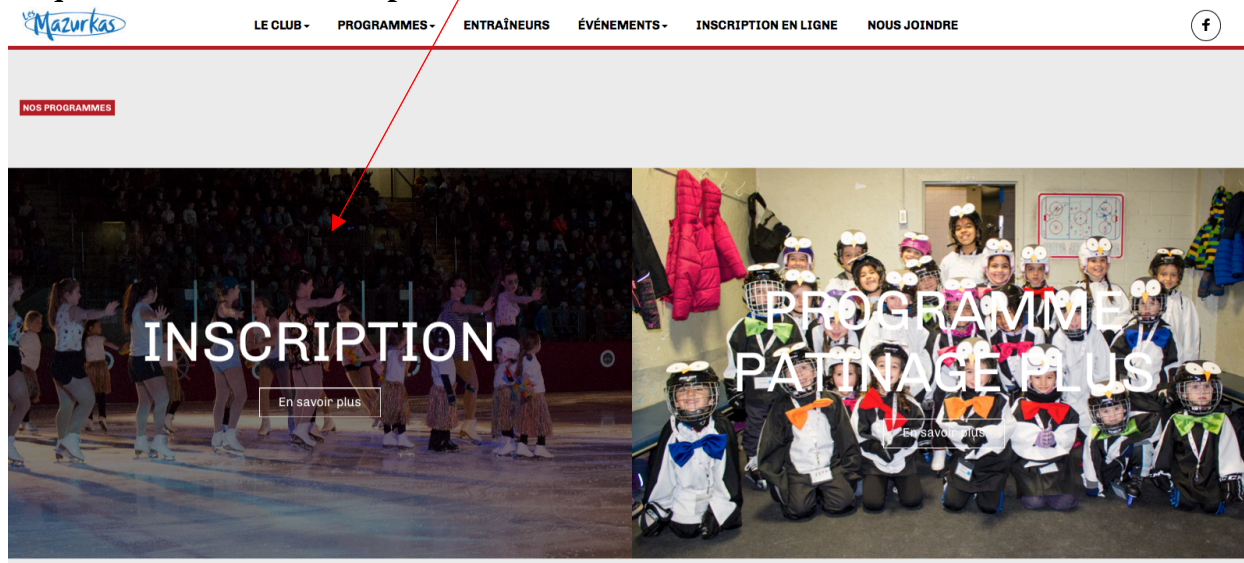 Les Mazurkas
LE CLUB PROGRAMMES ENTRAÎNEURS ÉVÉNEMENTS INSCRIPTION EN LIGNE NOUS JOINDRE f
NOS PROGRAMMES
INSCRIPTION
En savoir plus
PROGRAMME
PATINAGE PLUS
En savoir plus